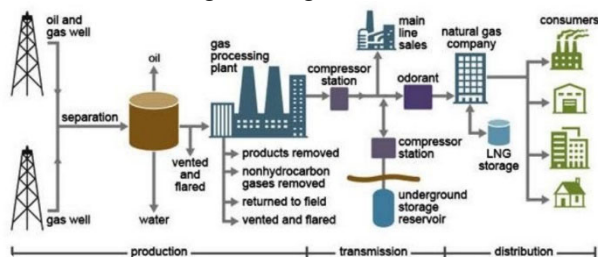 oil and
gas well
gas well
separation
oil
water
vented
and
flared
gas
processing
plant
products removed
nonhydrocarbon
gases removed
returned to field
vented and flared
compressor
station
main
line
sales
odorant
compressor
station
underground
storage
reservoir
natural gas
company
LNG
storage
consumers
production
transmission
distribution